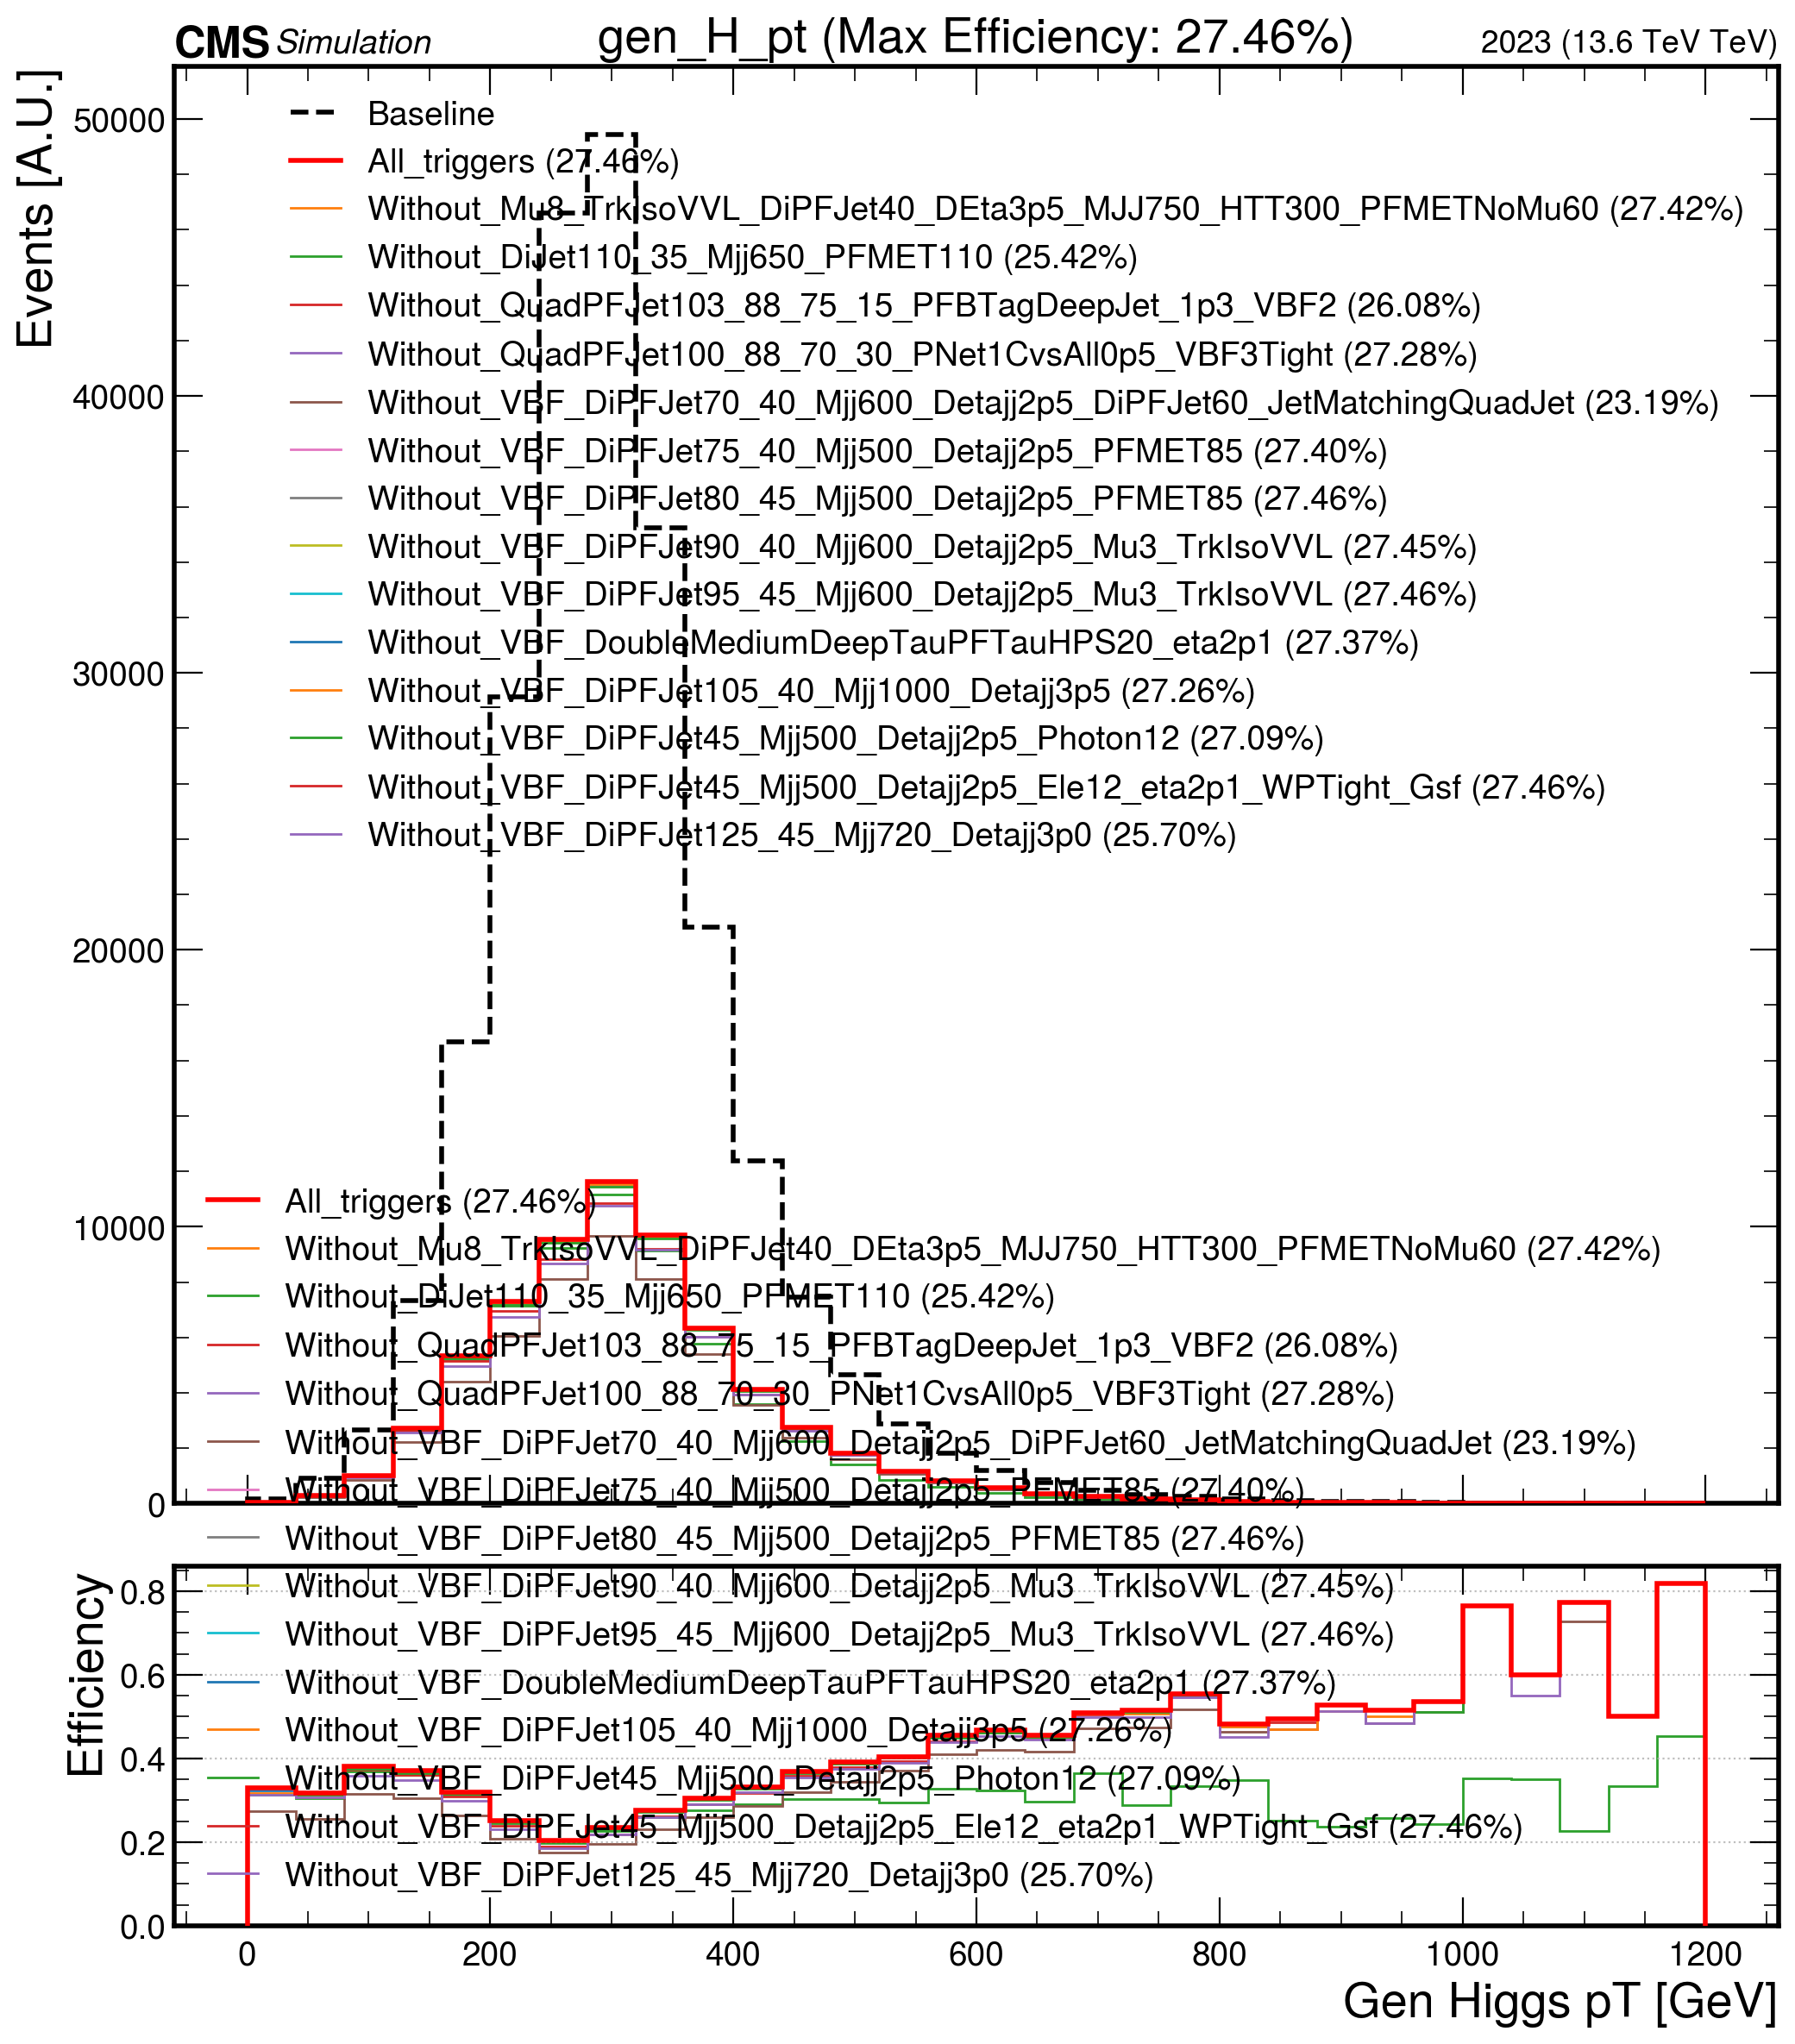 CMS Simulation gen_H_pt (Max Efficiency: 27.46%) 2023 (13.6 TeV TeV)
Events [A.U.]
50000
40000
30000
20000
10000
0
Baseline
All_triggers (27.46%)
Without_Mu8_TrkIsoVVL_DiPFJet40_DEta3p5_MJJ750_HTT300_PFMETNoMu60 (27.42%)
Without_DiJet110_35_Mjj650_PFMET110 (25.42%)
Without_QuadPFJet103_88_75_15_PFBTagDeepJet_1p3_VBF2 (26.08%)
Without_QuadPFJet100_88_70_30_PNet1CvsAll0p5_VBF3Tight (27.28%)
Without_VBF_DiPFJet70_40_Mjj600_Detajj2p5_DiPFJet60_JetMatchingQuadJet (23.19%)
Without_VBF_DiPFJet75_40_Mjj500_Detajj2p5_PFMET85 (27.40%)
Without_VBF_DiPFJet80_45_Mjj500_Detajj2p5_PFMET85 (27.46%)
Without_VBF_DiPFJet90_40_Mjj600_Detajj2p5_Mu3_TrkIsoVVL (27.45%)
Without_VBF_DiPFJet95_45_Mjj600_Detajj2p5_Mu3_TrkIsoVVL (27.46%)
Without_VBF_DoubleMediumDeepTauPFTauHPS20_eta2p1 (27.37%)
Without_VBF_DiPFJet105_40_Mjj1000_Detajj3p5 (27.26%)
Without_VBF_DiPFJet45_Mjj500_Detajj2p5_Photon12 (27.09%)
Without_VBF_DiPFJet45_Mjj500_Detajj2p5_Ele12_eta2p1_WPTight_Gsf (27.46%)
Without_VBF_DiPFJet125_45_Mjj720_Detajj3p0 (25.70%)
All_triggers (27.46%)
Without_Mu8_TrkIsoVVL_DiPFJet40_DEta3p5_MJJ750_HTT300_PFMETNoMu60 (27.42%)
Without_DiJet110_35_Mjj650_PFMET110 (25.42%)
Without_QuadPFJet103_88_75_15_PFBTagDeepJet_1p3_VBF2 (26.08%)
Without_QuadPFJet100_88_70_30_PNet1CvsAll0p5_VBF3Tight (27.28%)
Without_VBF_DiPFJet70_40_Mjj600_Detajj2p5_DiPFJet60_JetMatchingQuadJet (23.19%)
Without_VBF_DiPFJet75_40_Mjj500_Detajj2p5_PFMET85 (27.40%)
Without_VBF_DiPFJet80_45_Mjj500_Detajj2p5_PFMET85 (27.46%)
Without_VBF_DiPFJet90_40_Mjj600_Detajj2p5_Mu3_TrkIsoVVL (27.45%)
Without_VBF_DiPFJet95_45_Mjj600_Detajj2p5_Mu3_TrkIsoVVL (27.46%)
Without_VBF_DoubleMediumDeepTauPFTauHPS20_eta2p1 (27.37%)
Without_VBF_DiPFJet105_40_Mjj1000_Detajj3p5 (27.26%)
Without_VBF_DiPFJet45_Mjj500_Detajj2p5_Photon12 (27.09%)
Without_VBF_DiPFJet45_Mjj500_Detajj2p5_Ele12_eta2p1_WPTight_Gsf (27.46%)
Without_VBF_DiPFJet125_45_Mjj720_Detajj3p0 (25.70%)
Efficiency
0.8
0.6
0.4
0.2
0.0
0 200 400 600 800 1000 1200
Gen Higgs pT [GeV]